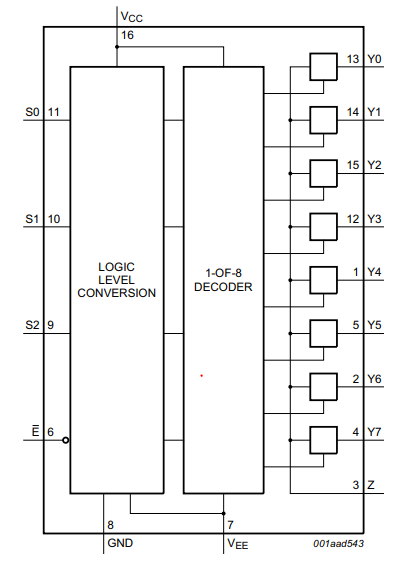 VCC
16
13 Y0
S0 11
14 Y1
15 Y2
S1 10
12 Y3
LOGIC
LEVEL
CONVERSION
1-OF-8
DECODER
1 Y4
S2 9
5 Y5
2 Y6
E̅ 6
4 Y7
3 Z
8
7
GND
VEE
001aad543